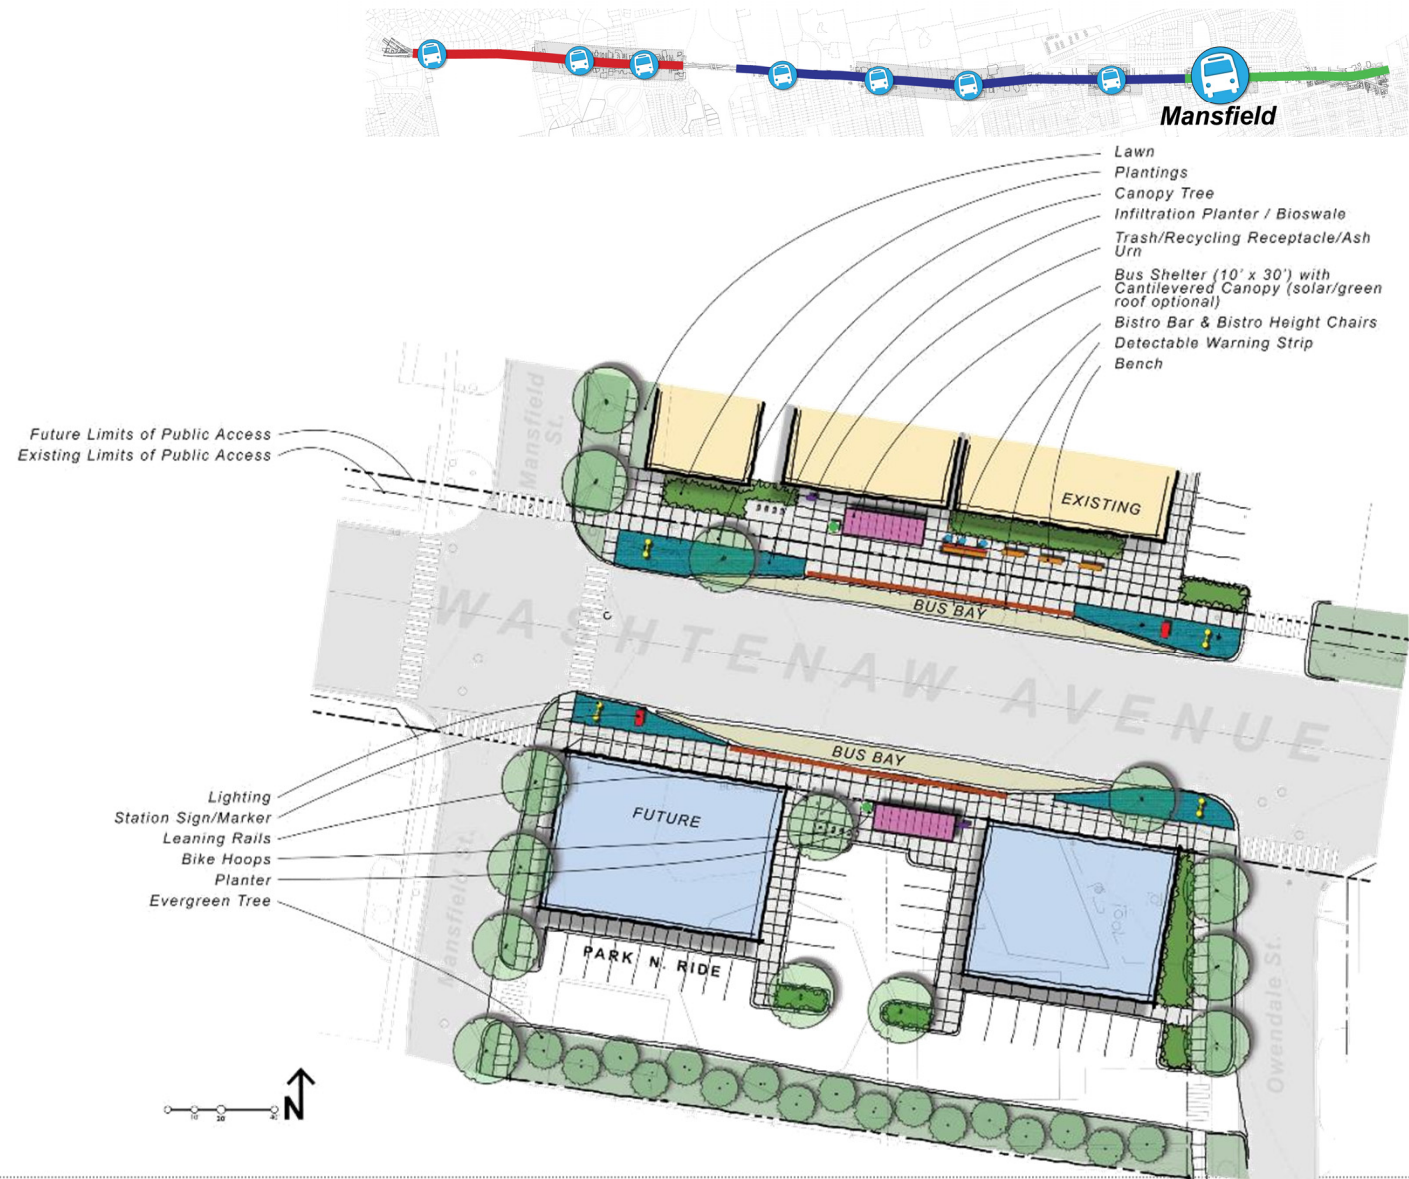 Mansfield
Lawn
Plantings
Canopy Tree
Infiltration Planter / Bioswale
Trash/Recycling Receptacle/Ash
Urn
Bus Shelter (10' x 30') with
Cantilevered Canopy (solar/green
roof optional)
Bistro Bar & Bistro Height Chairs
Detectable Warning Strip
Bench
Mansfield
St.
Future Limits of Public Access
Existing Limits of Public Access
EXISTING
BUS BAY
WASHTENAW AVENUE
BUS BAY
FUTURE
Lighting
Station Sign/Marker
Leaning Rails
Bike Hoops
Planter
Evergreen Tree
Mansfield St.
PARK N. RIDE
Owendale St.
N
20